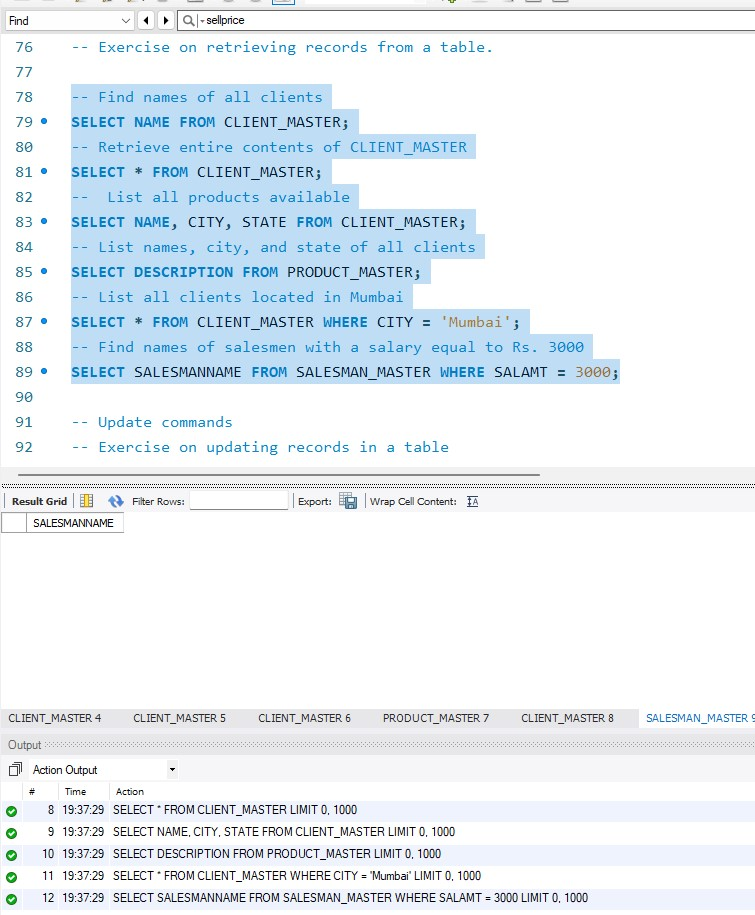 Find sellprice
76 -- Exercise on retrieving records from a table.
77
78 -- Find names of all clients
79 SELECT NAME FROM CLIENT_MASTER;
80 -- Retrieve entire contents of CLIENT_MASTER
81 SELECT * FROM CLIENT_MASTER;
82 --  List all products available
83 SELECT NAME, CITY, STATE FROM CLIENT_MASTER;
84 -- List names, city, and state of all clients
85 SELECT DESCRIPTION FROM PRODUCT_MASTER;
86 -- List all clients located in Mumbai
87 SELECT * FROM CLIENT_MASTER WHERE CITY = 'Mumbai';
88 -- Find names of salesmen with a salary equal to Rs. 3000
89 SELECT SALESMANNAME FROM SALESMAN_MASTER WHERE SALAMT = 3000;
90
91 -- Update commands
92 -- Exercise on updating records in a table
Result Grid Filter Rows: Export: Wrap Cell Content: IA
SALESMANNAME
CLIENT_MASTER 4 CLIENT_MASTER 5 CLIENT_MASTER 6 PRODUCT_MASTER 7 CLIENT_MASTER 8 SALESMAN_MASTER 9
Output
Action Output
# Time Action
8 19:37:29 SELECT * FROM CLIENT_MASTER LIMIT 0, 1000
9 19:37:29 SELECT NAME, CITY, STATE FROM CLIENT_MASTER LIMIT 0, 1000
10 19:37:29 SELECT DESCRIPTION FROM PRODUCT_MASTER LIMIT 0, 1000
11 19:37:29 SELECT * FROM CLIENT_MASTER WHERE CITY = 'Mumbai' LIMIT 0, 1000
12 19:37:29 SELECT SALESMANNAME FROM SALESMAN_MASTER WHERE SALAMT = 3000 LIMIT 0, 1000